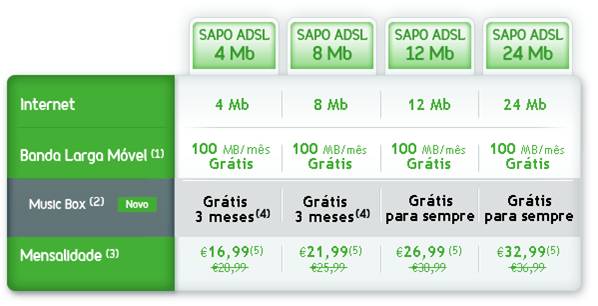 SAPO ADSL SAPO ADSL SAPO ADSL SAPO ADSL
4 Mb 8 Mb 12 Mb 24 Mb
Internet 4 Mb 8 Mb 12 Mb 24 Mb
Banda Larga Móvel (1) 100 MB/mês 100 MB/mês 100 MB/mês 100 MB/mês
Grátis Grátis Grátis Grátis
Music Box (2) Novo Grátis Grátis Grátis Grátis
3 meses(4) 3 meses(4) para sempre para sempre
Mensalidade (3) €16,99(5) €21,99(5) €26,99(5) €32,99(5)
€20,99 €25,99 €30,99 €36,99